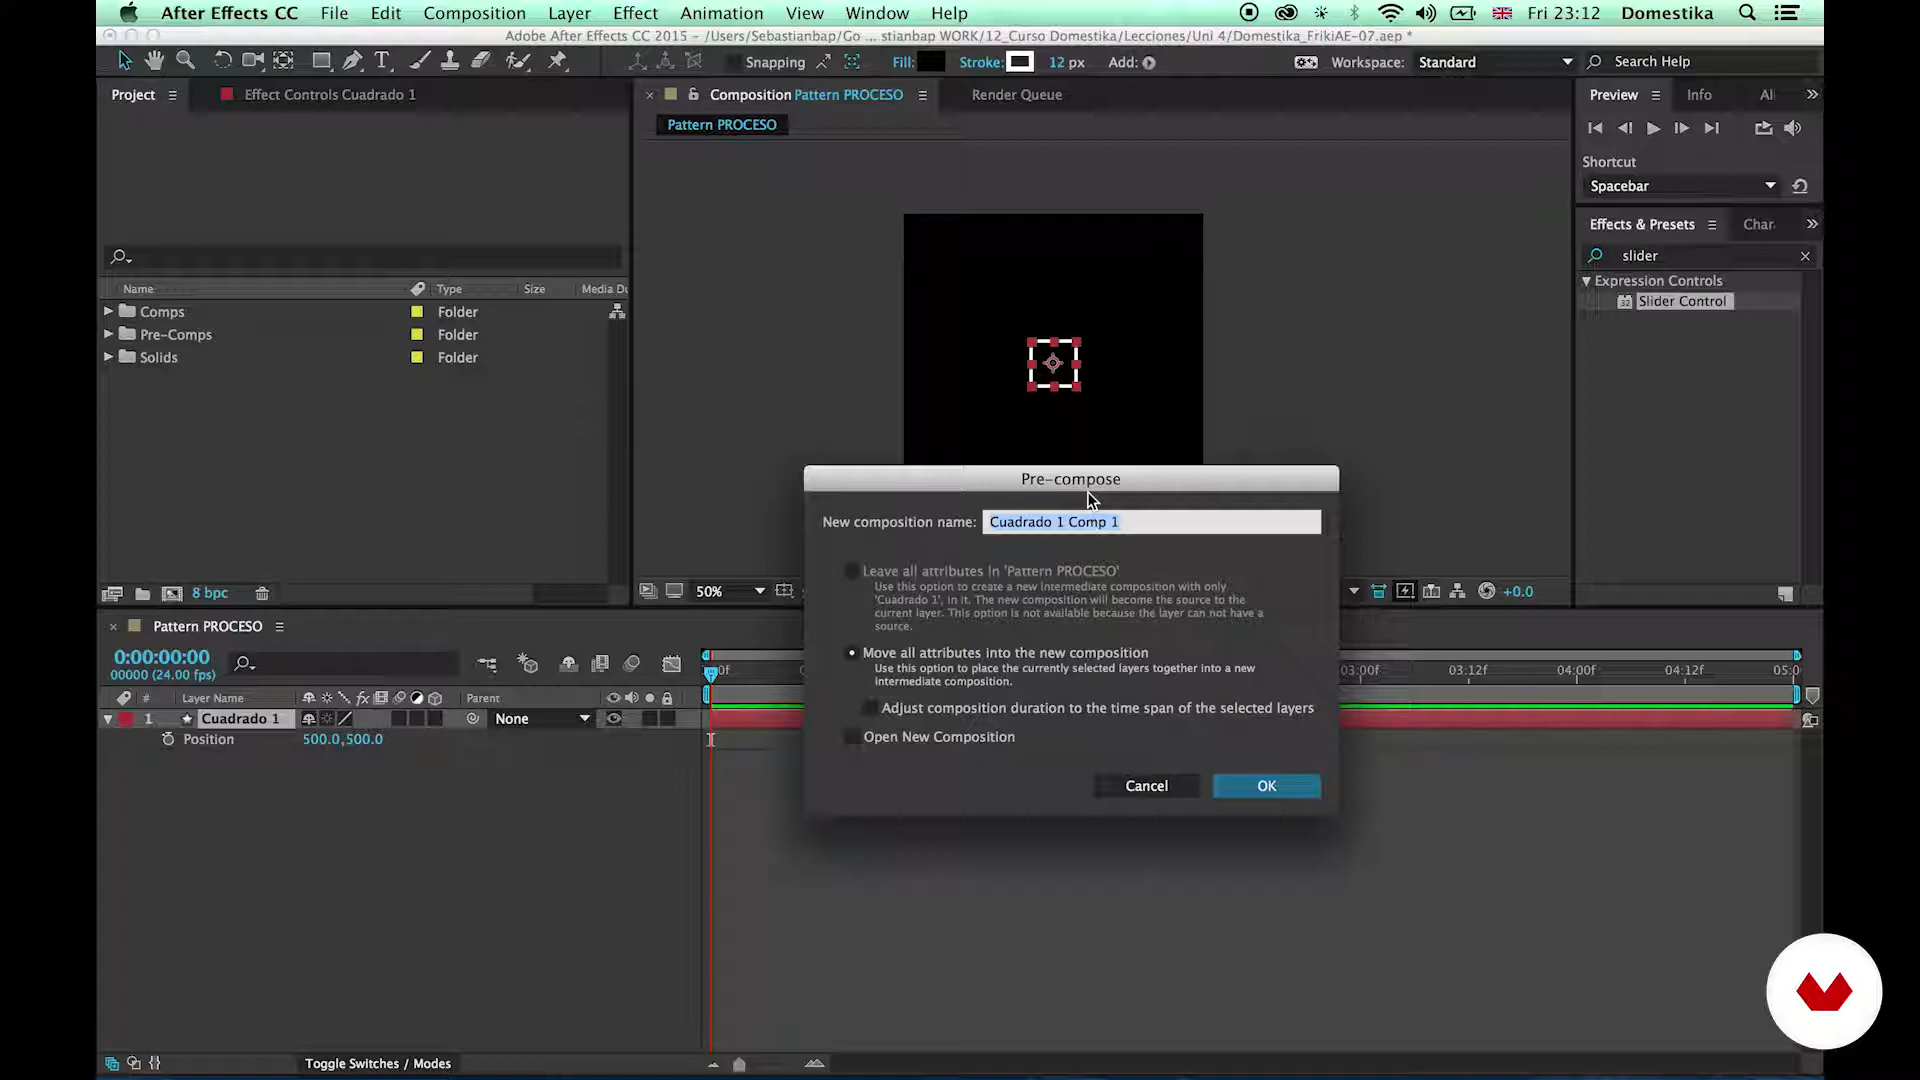 After Effects CC File Edit Composition Layer Effect Animation View Window Help Fri 23:12 Domestika
Adobe After Effects CC 2015 - /Users/Sebastianbap/Go ... stianbap WORK/12_Curso Domestika/Lecciones/Uni 4/Domestika_FrikiAE-07.aep *
Snapping Fill: Stroke: 12 px Add: Workspace: Standard Search Help
Project Effect Controls Cuadrado 1 Composition Pattern PROCESO Render Queue Preview Info
Pattern PROCESO
Shortcut
Spacebar
Effects & Presets
slider
Expression Controls
Slider Control
Name Type Size Media Du
Comps Folder
Pre-Comps Folder
Solids Folder
8 bpc 50% +0.0
Pre-compose
New composition name: Cuadrado 1 Comp 1
Leave all attributes in 'Pattern PROCESO'
Use this option to create a new intermediate composition with only
'Cuadrado 1', in it. The new composition will become the source to the
current layer. This option is not available because the layer can not have a
source.
Move all attributes into the new composition
Use this option to place the currently selected layers together into a new
intermediate composition.
Adjust composition duration to the time span of the selected layers
Open New Composition
Cancel OK
Pattern PROCESO
0:00:00:00
00000 (24.00 fps)
03:00f 03:12f 04:00f 04:12f 05:0
# Layer Name Parent
1 Cuadrado 1 None
Position 500.0,500.0
Toggle Switches / Modes